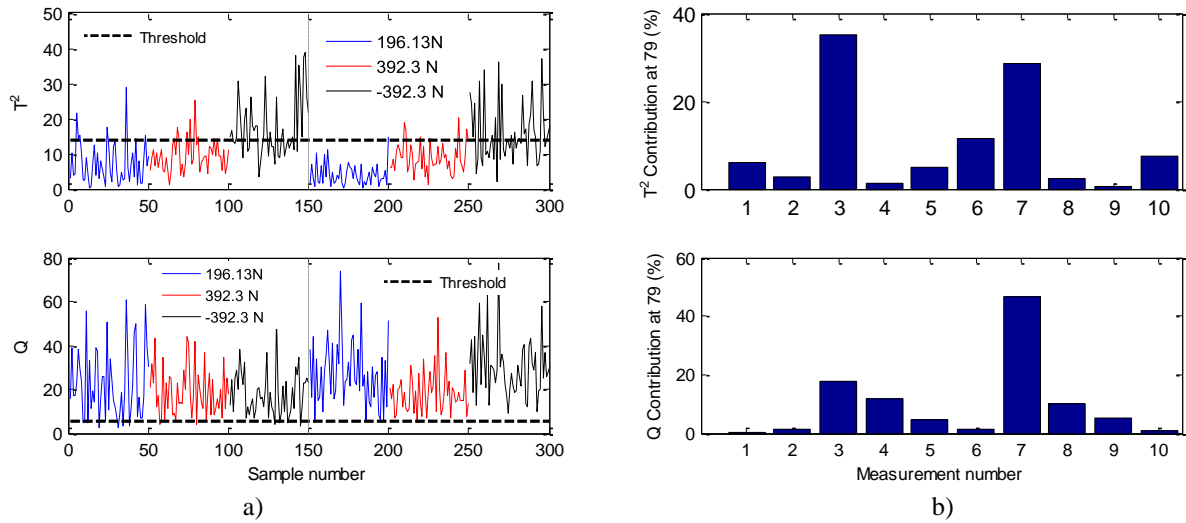 T²
50
40
30
20
10
0
Threshold
196.13N
392.3 N
-392.3 N
0 50 100 150 200 250 300
Q
80
60
40
20
0
196.13N
392.3 N
-392.3 N
Threshold
0 50 100 150 200 250 300
Sample number
a)
T² Contribution at 79 (%)
40
20
0
1 2 3 4 5 6 7 8 9 10
Q Contribution at 79 (%)
60
40
20
0
1 2 3 4 5 6 7 8 9 10
Measurement number
b)